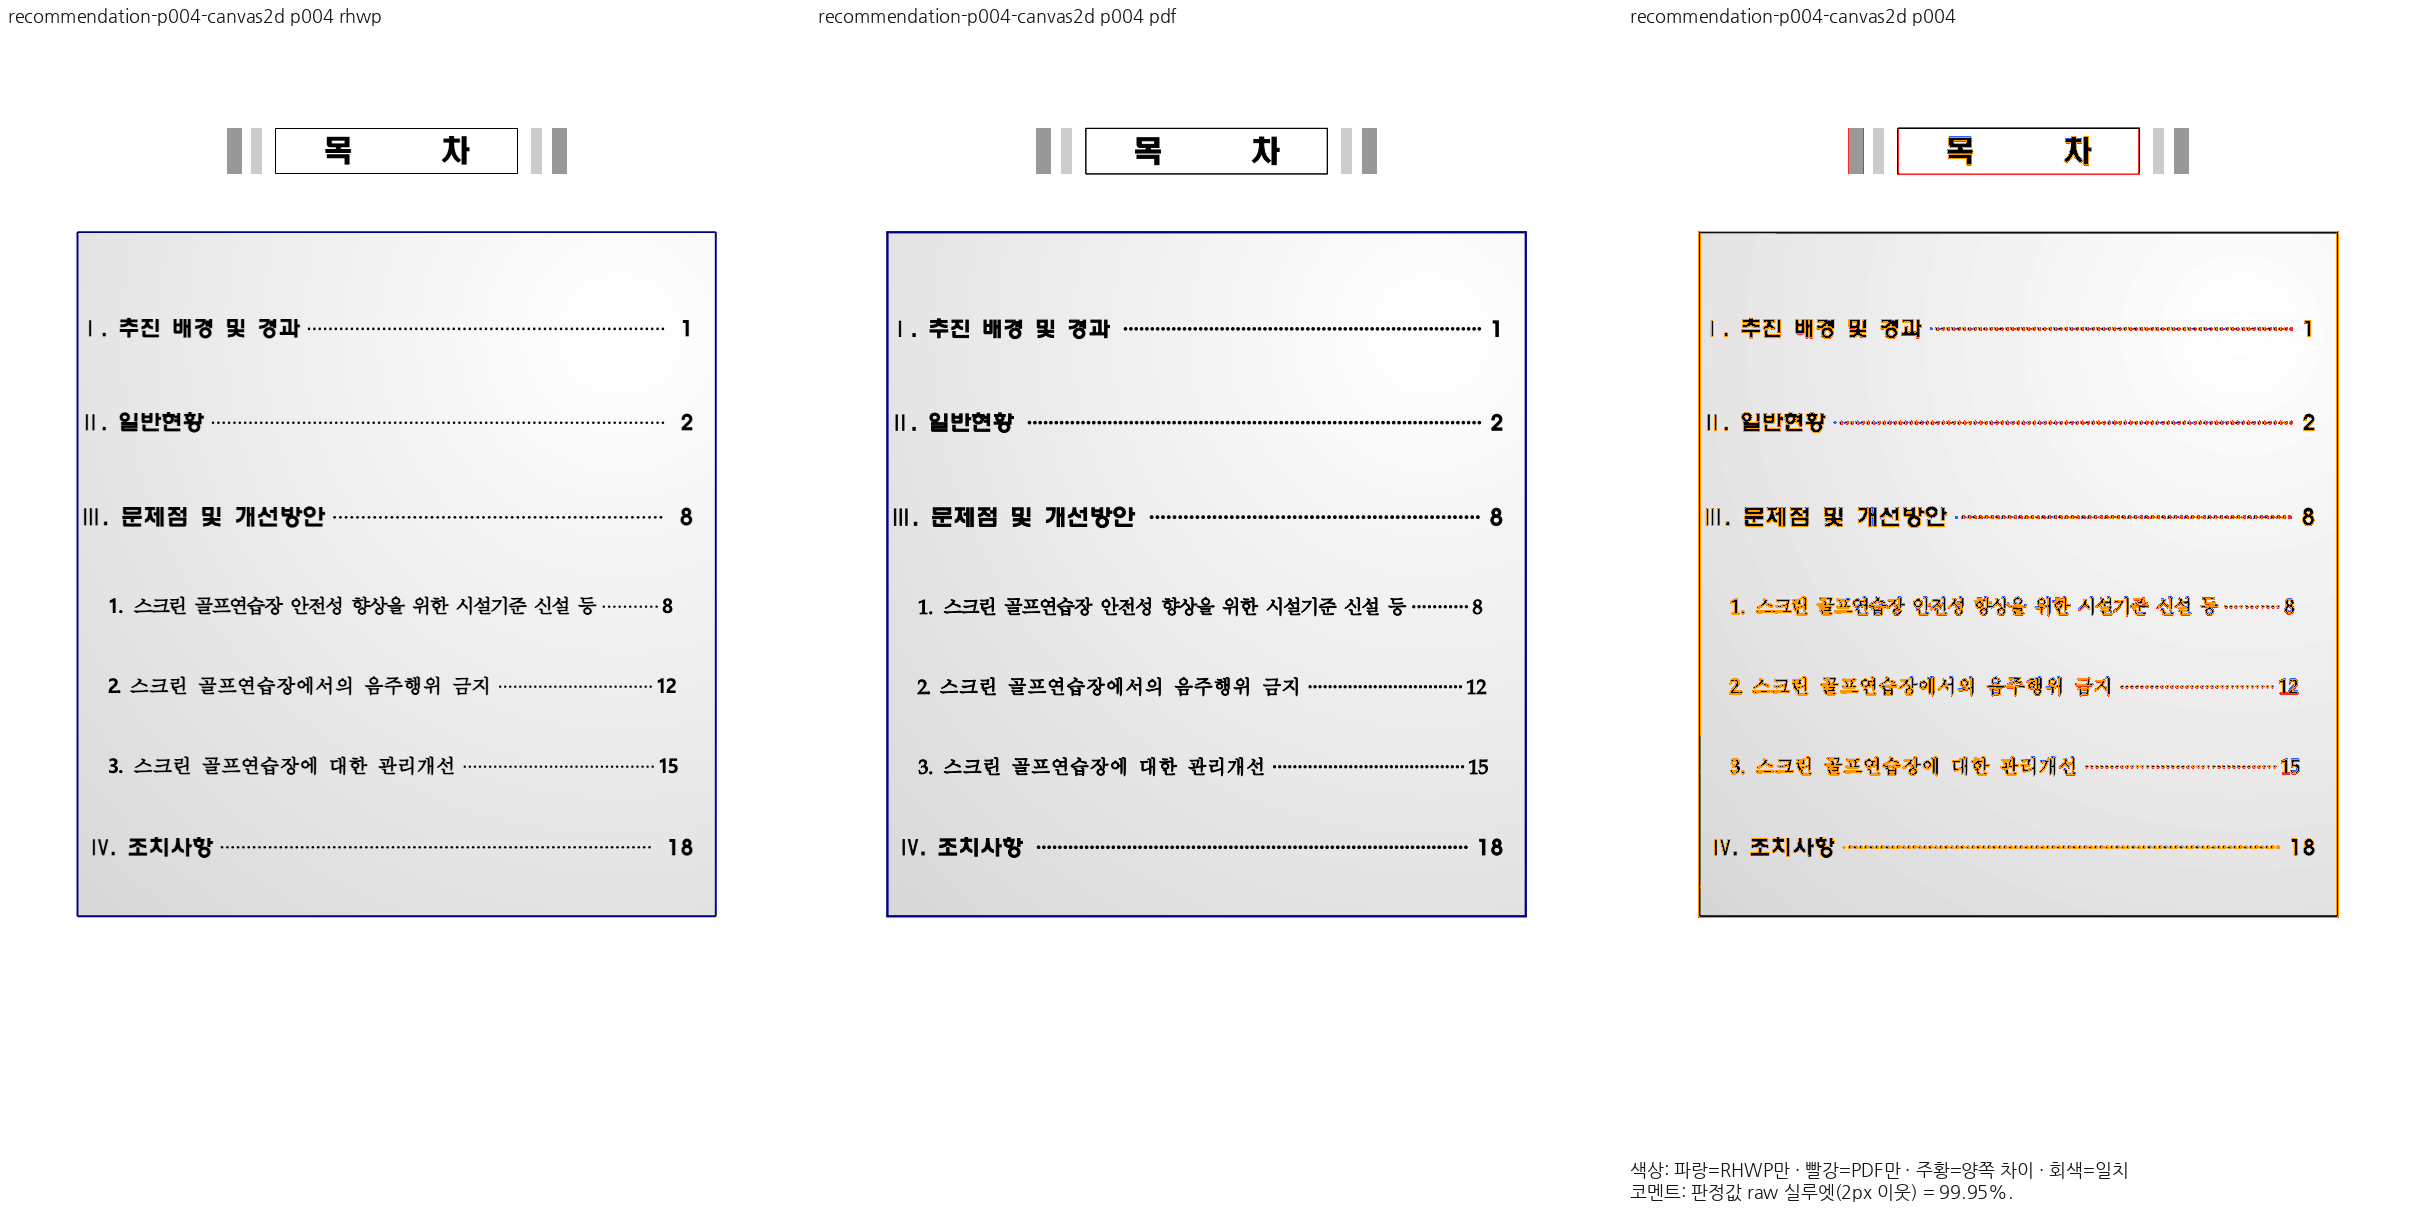 recommendation-p004-canvas2d p004 rhwp
목 차
Ⅰ. 추진 배경 및 경과 ································ 1
Ⅱ. 일반현황 ································ 2
Ⅲ. 문제점 및 개선방안 ································ 8
1. 스크린 골프연습장 안전성 향상을 위한 시설기준 신설 등 ··········· 8
2. 스크린 골프연습장에서의 음주행위 금지 ································ 12
3. 스크린 골프연습장에 대한 관리개선 ································ 15
Ⅳ. 조치사항 ································ 18
recommendation-p004-canvas2d p004 pdf
목 차
Ⅰ. 추진 배경 및 경과 ································ 1
Ⅱ. 일반현황 ································ 2
Ⅲ. 문제점 및 개선방안 ································ 8
1. 스크린 골프연습장 안전성 향상을 위한 시설기준 신설 등 ··········· 8
2. 스크린 골프연습장에서의 음주행위 금지 ································ 12
3. 스크린 골프연습장에 대한 관리개선 ································ 15
Ⅳ. 조치사항 ································ 18
recommendation-p004-canvas2d p004
목 차
Ⅰ. 추진 배경 및 경과 ································ 1
Ⅱ. 일반현황 ································ 2
Ⅲ. 문제점 및 개선방안 ································ 8
1. 스크린 골프연습장 안전성 향상을 위한 시설기준 신설 등 ··········· 8
2. 스크린 골프연습장에서의 음주행위 금지 ································ 12
3. 스크린 골프연습장에 대한 관리개선 ································ 15
Ⅳ. 조치사항 ································ 18
색상: 파랑=RHWP만 · 빨강=PDF만 · 주황=양쪽 차이 · 회색=일치
코멘트: 판정값 raw 실루엣(2px 이웃) = 99.95%.